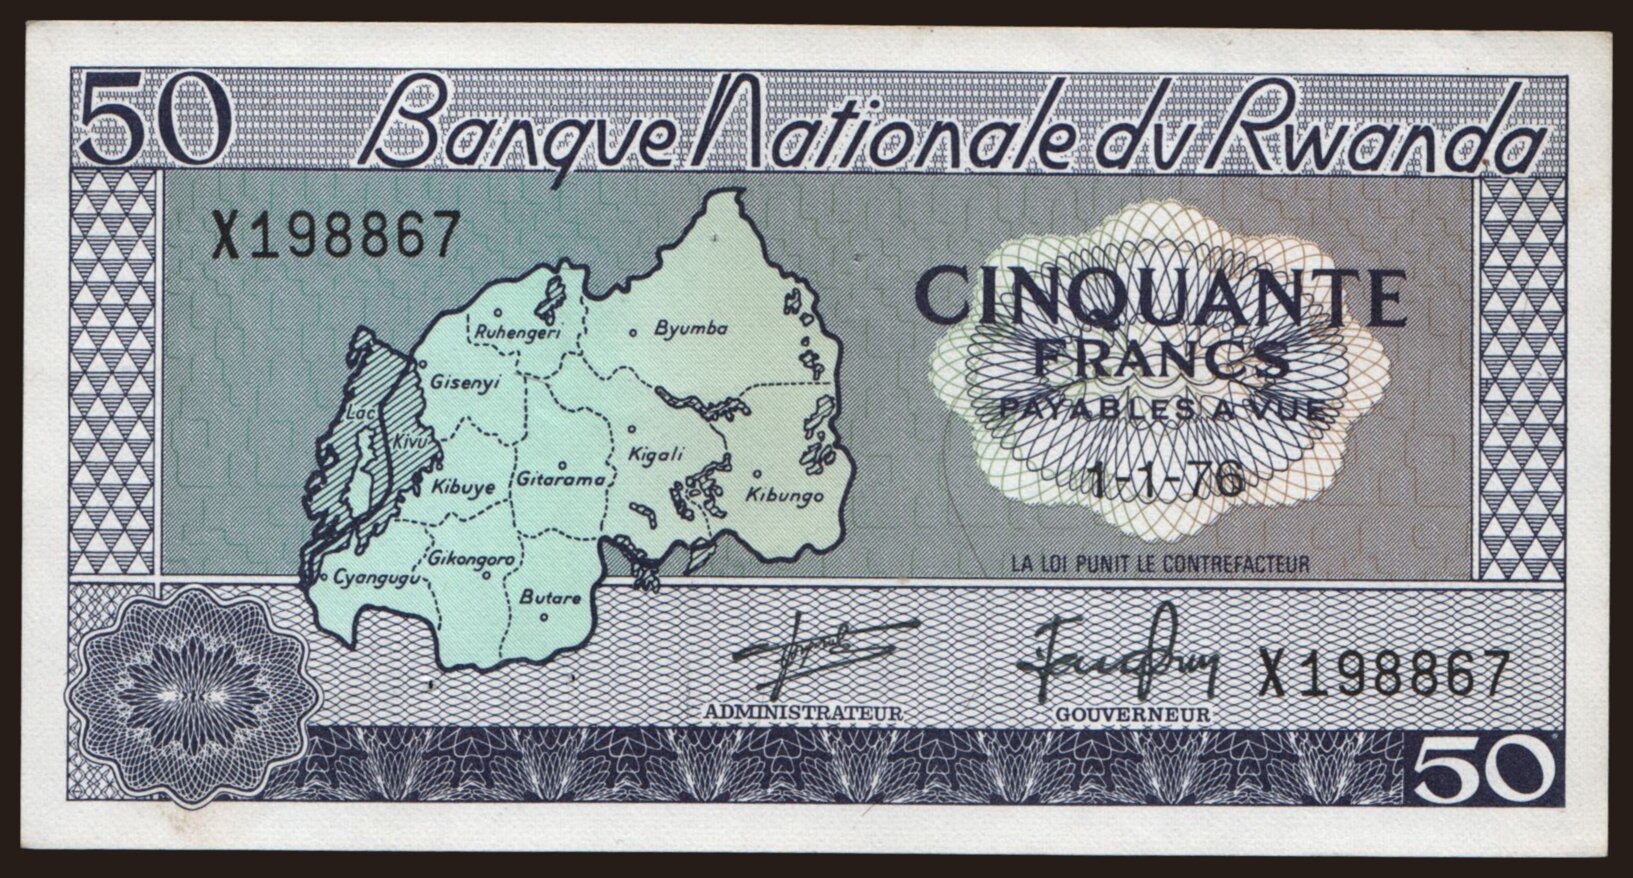 50 Banque Nationale du Rwanda
X198867
Ruhengeri
Byumba
Gisenyi
Lac
Kivu
Kigali
Kibuye
Gitarama
Kibungo
Gikongoro
Cyangugu
Butare
CINQUANTE
FRANCS
PAYABLES A VUE
1-1-76
LA LOI PUNIT LE CONTREFACTEUR
X198867
ADMINISTRATEUR
GOUVERNEUR
50